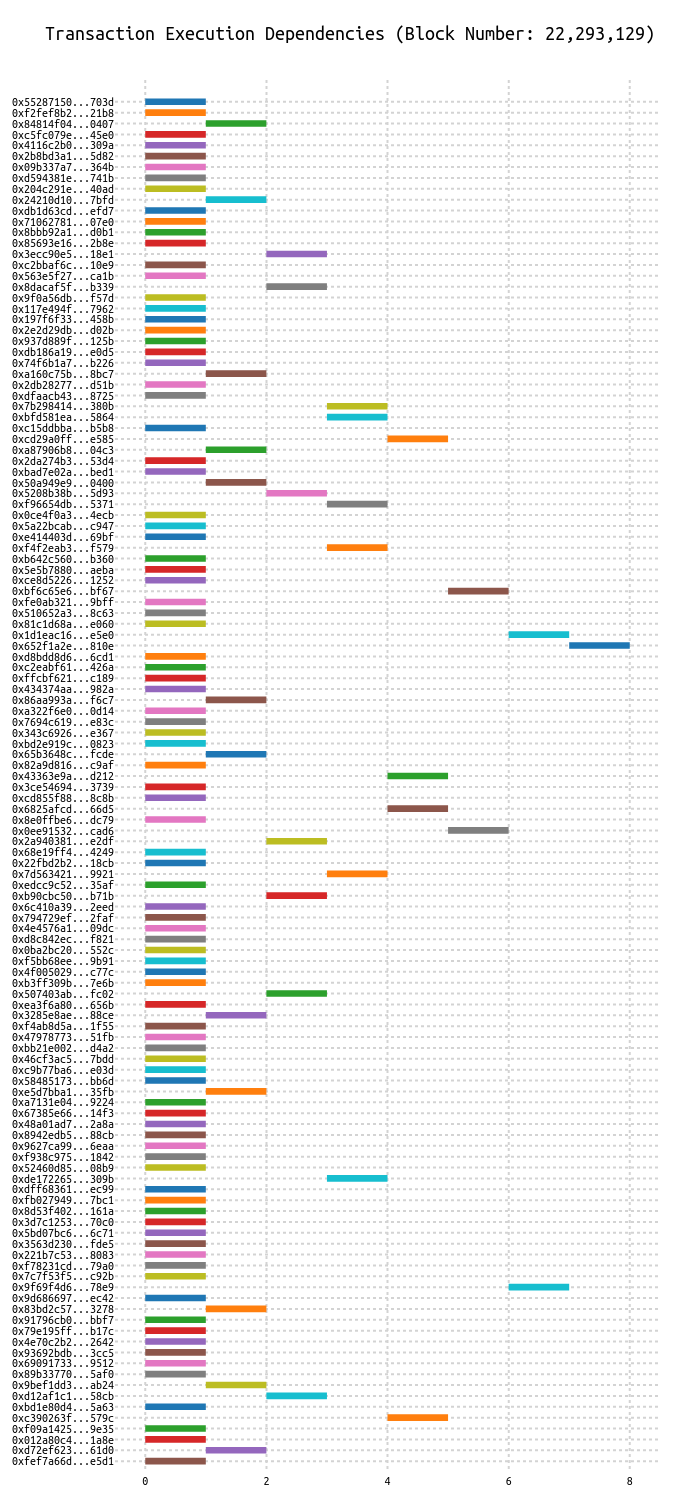 Transaction Execution Dependencies (Block Number: 22,293,129)
0x55287150...703d
0xf2fef8b2...21b8
0x84814f04...0407
0xc5fc079e...45e0
0x4116c2b0...309a
0x2b8bd3a1...5d82
0x09b337a7...364b
0xd594381e...741b
0x204c291e...40ad
0x24210d10...7bfd
0xdb1d63cd...efd7
0x71062781...07e0
0x8bbb92a1...d0b1
0x85693e16...2b8e
0x3ecc90e5...18e1
0xc2bbaf6c...10e9
0x563e5f27...ca1b
0x8dacaf5f...b339
0x9f0a56db...f57d
0x117e494f...7962
0x197f6f33...458b
0x2e2d29db...d02b
0x937d889f...125b
0xdb186a19...e0d5
0x74f6b1a7...b226
0xa160c75b...8bc7
0x2db28277...d51b
0xdfaacb43...8725
0x7b298414...380b
0xbfd581ea...5864
0xc15ddbba...b5b8
0xcd29a0ff...e585
0xa87906b8...04c3
0x2da274b3...53d4
0xbad7e02a...bed1
0x50a949e9...0400
0x5208b38b...5d93
0xf96654db...5371
0x0ce4f0a3...4ecb
0x5a22bcab...c947
0xe414403d...69bf
0xf4f2eab3...f579
0xb642c560...b360
0x5e5b7880...aeba
0xce8d5226...1252
0xbf6c65e6...bf67
0xfe0ab321...9bff
0x510652a3...8c63
0x81c1d68a...e060
0x1d1eac16...e5e0
0x652f1a2e...810e
0xd8bdd8d6...6cd1
0xc2eabf61...426a
0xffcbf621...c189
0x434374aa...982a
0x86aa993a...f6c7
0xa322f6e0...0d14
0x7694c619...e83c
0x343c6926...e367
0xbd2e919c...0823
0x65b3648c...fcde
0x82a9d816...c9af
0x43363e9a...d212
0x3ce54694...3739
0xcd855f88...8c8b
0x6825afcd...66d5
0x8e0ffbe6...dc79
0x0ee91532...cad6
0x2a940381...e2df
0x68e19ff4...4249
0x22fbd2b2...18cb
0x7d563421...9921
0xedcc9c52...35af
0xb90cbc50...b71b
0x6c410a39...2eed
0x794729ef...2faf
0x4e4576a1...09dc
0xd8c842ec...f821
0x0ba2bc20...552c
0xf5bb68ee...9b91
0x4f005029...c77c
0xb3ff309b...7e6b
0x507403ab...fc02
0xea3f6a80...656b
0x3285e8ae...88ce
0xf4ab8d5a...1f55
0x47978773...51fb
0xbb21e002...d4a2
0x46cf3ac5...7bdd
0xc9b77ba6...e03d
0x58485173...bb6d
0xe5d7bba1...35fb
0xa7131e04...9224
0x67385e66...14f3
0x48a01ad7...2a8a
0x8942edb5...88cb
0x9627ca99...6eaa
0xf938c975...1842
0x52460d85...08b9
0xde172265...309b
0xdff68361...ec99
0xfb027949...7bc1
0x8d53f402...161a
0x3d7c1253...70c0
0x5bd07bc6...6c71
0x3563d230...fde5
0x221b7c53...8083
0xf78231cd...79a0
0x7c7f53f5...c92b
0x9f69f4d6...78e9
0x9d686697...ec42
0x83bd2c57...3278
0x91796cb0...bbf7
0x79e195ff...b17c
0x4e70c2b2...2642
0x93692bdb...3cc5
0x69091733...9512
0x89b33770...5af0
0x9bef1dd3...ab24
0xd12af1c1...58cb
0xbd1e80d4...5a63
0xc390263f...579c
0xf09a1425...9e35
0x012a80c4...1a8e
0xd72ef623...61d0
0xfef7a66d...e5d1
0 2 4 6 8